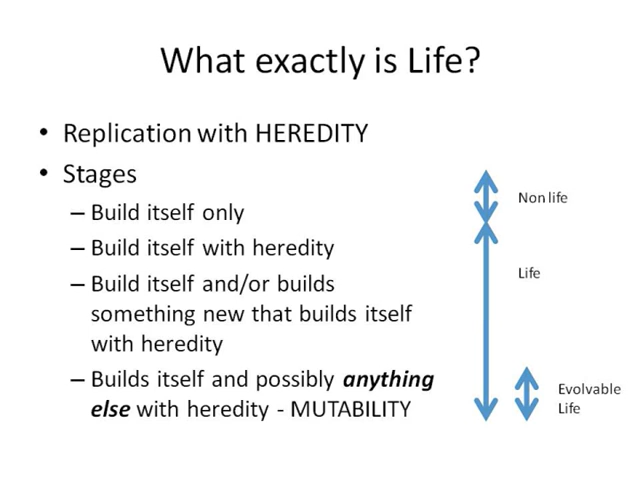 What exactly is Life?
• Replication with HEREDITY
• Stages
– Build itself only
– Build itself with heredity
– Build itself and/or builds
something new that builds itself
with heredity
– Builds itself and possibly anything
else with heredity - MUTABILITY
Non life
Life
Evolvable
Life